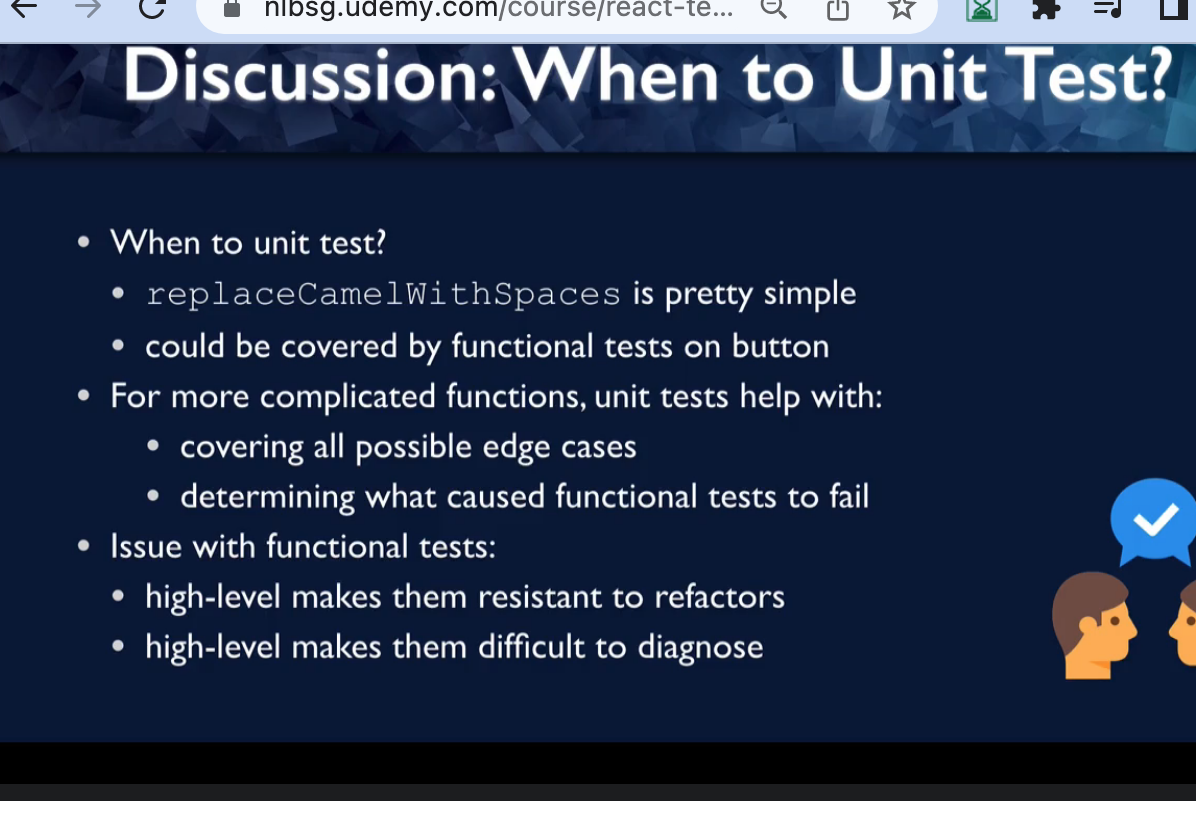 nlbsg.udemy.com/course/react-te...
Discussion: When to Unit Test?
• When to unit test?
• replaceCamelWithSpaces is pretty simple
• could be covered by functional tests on button
• For more complicated functions, unit tests help with:
• covering all possible edge cases
• determining what caused functional tests to fail
• Issue with functional tests:
• high-level makes them resistant to refactors
• high-level makes them difficult to diagnose